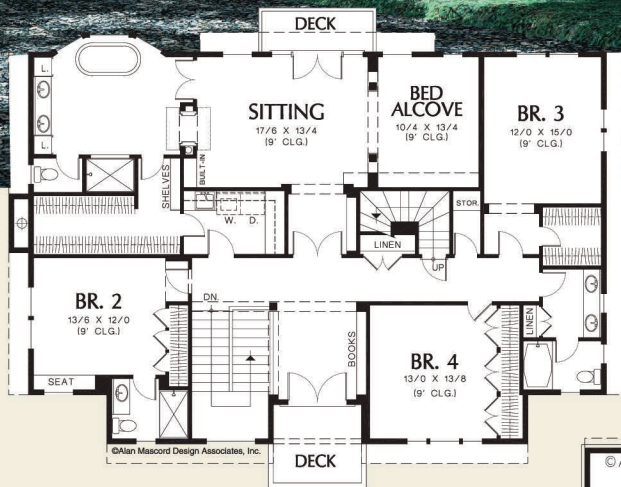 DECK
L.
L.
SITTING
17/6 X 13/4
(9' CLG.)
BED
ALCOVE
10/4 X 13/4
(9' CLG.)
BR. 3
12/0 X 15/0
(9' CLG.)
BUILT-IN
SHELVES
W. D.
STOR.
LINEN
UP
BR. 2
13/6 X 12/0
(9' CLG.)
SEAT
DN.
BOOKS
BR. 4
13/0 X 13/8
(9' CLG.)
LINEN
©Alan Mascord Design Associates, Inc.
DECK
©